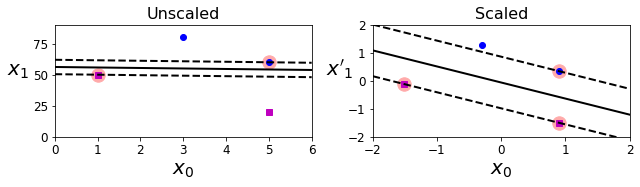 Unscaled
75
50
25
0
x₁
0 1 2 3 4 5 6
x₀
Scaled
2
1
0
−1
−2
x′₁
−2 −1 0 1 2
x₀